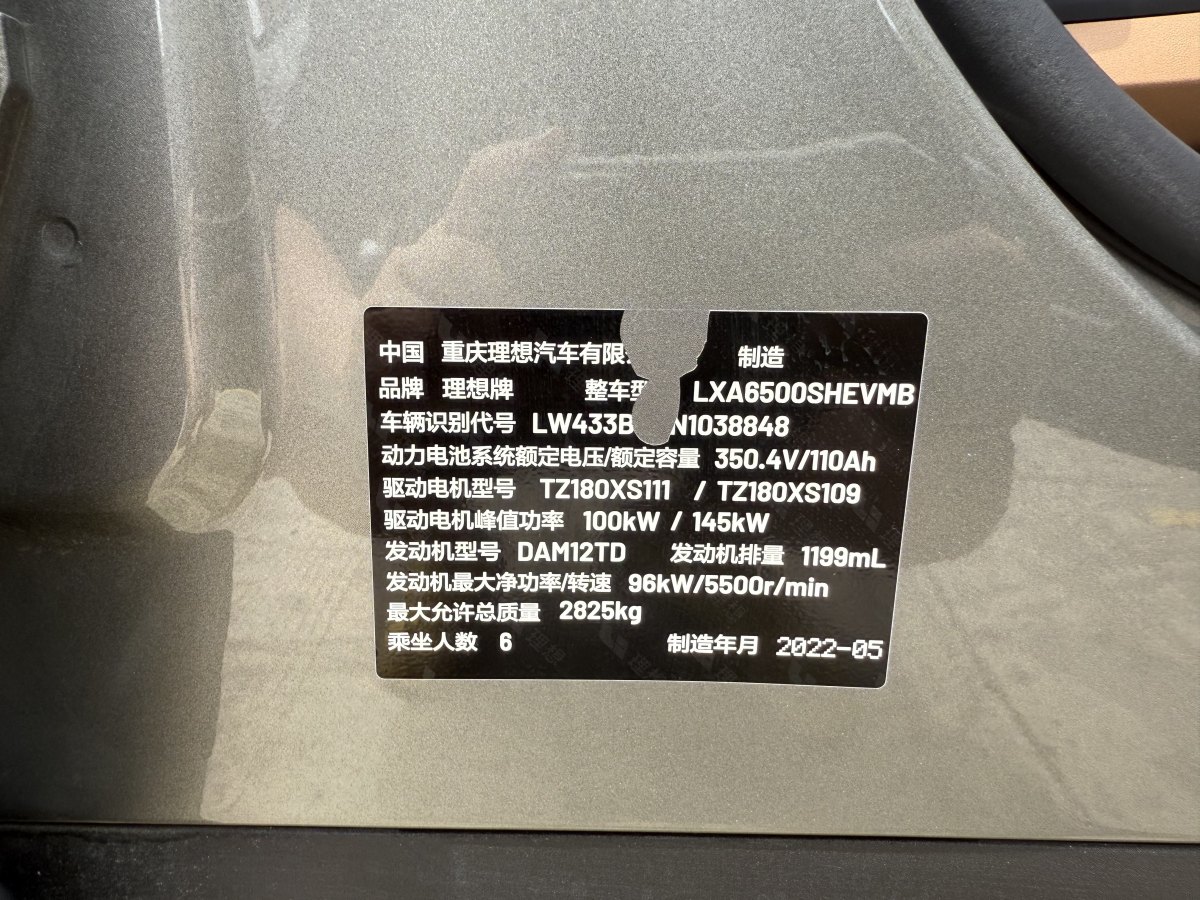 中国 重庆理想汽车有限 制造
品牌 理想牌 整车型 LXA6500SHEVMB
车辆识别代号 LW433B N1038848
动力电池系统额定电压/额定容量 350.4V/110Ah
驱动电机型号 TZ180XS111 / TZ180XS109
驱动电机峰值功率 100kW / 145kW
发动机型号 DAM12TD 发动机排量 1199mL
发动机最大净功率/转速 96kW/5500r/min
最大允许总质量 2825kg
乘坐人数 6 制造年月 2022-05